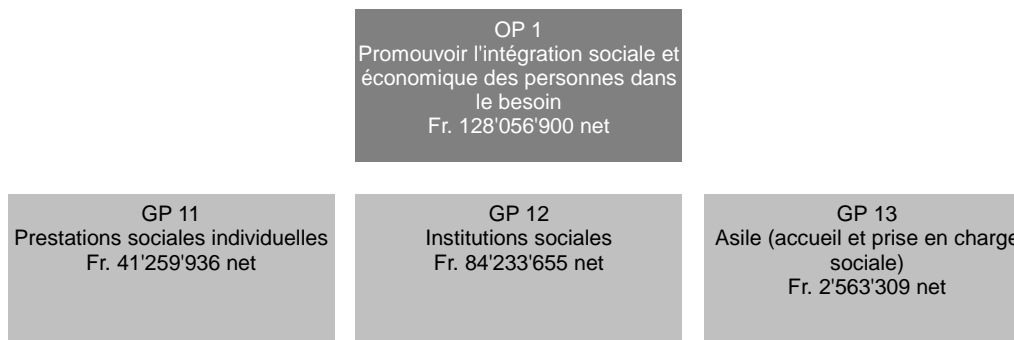 OP 1
Promouvoir l'intégration sociale et
économique des personnes dans
le besoin
Fr. 128'056'900 net
GP 11
Prestations sociales individuelles
Fr. 41'259'936 net
GP 12
Institutions sociales
Fr. 84'233'655 net
GP 13
Asile (accueil et prise en charge
sociale)
Fr. 2'563'309 net